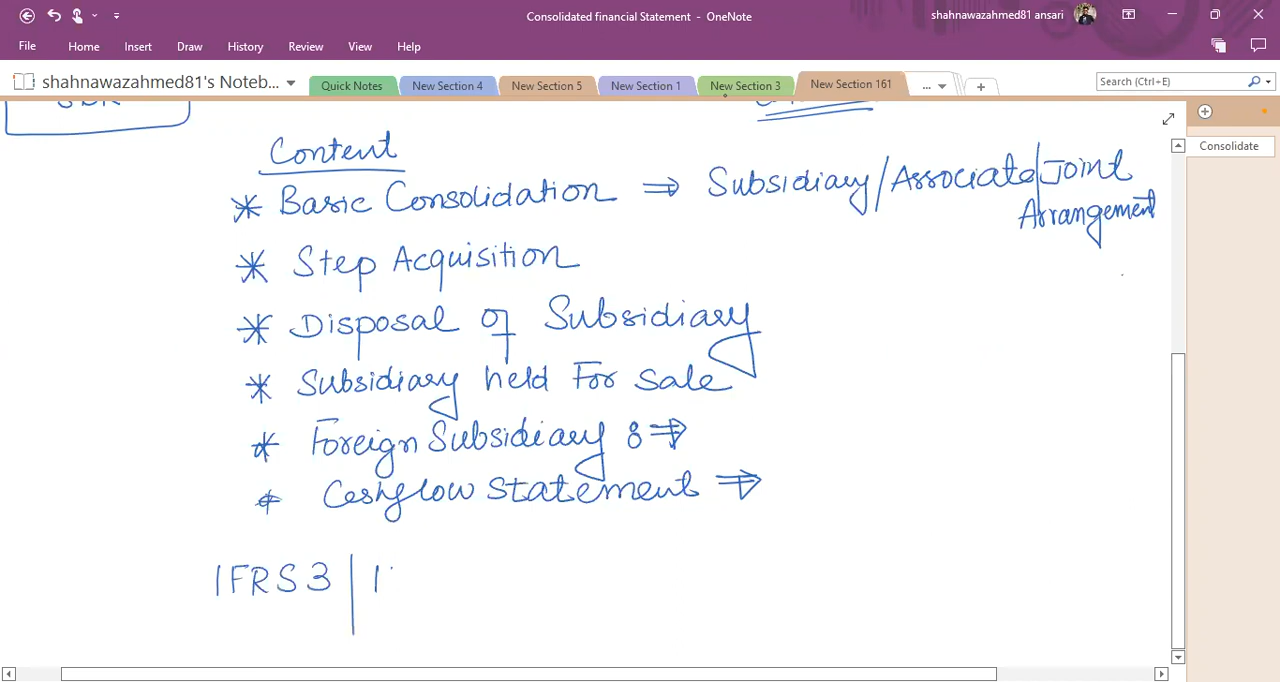 Consolidated financial Statement - OneNote
shahnawazahmed81 ansari
File Home Insert Draw History Review View Help
shahnawazahmed81's Noteb... Quick Notes New Section 4 New Section 5 New Section 1 New Section 3 New Section 161 ... + Search (Ctrl+E)
Consolidate
Content
* Basic Consolidation ⇒ Subsidiary/Associate/Joint
Arrangement
* Step Acquisition
* Disposal of Subsidiary
* Subsidiary held For Sale
* Foreign Subsidiary : ⇒
* Cashflow Statement ⇒
IFRS 3 | I